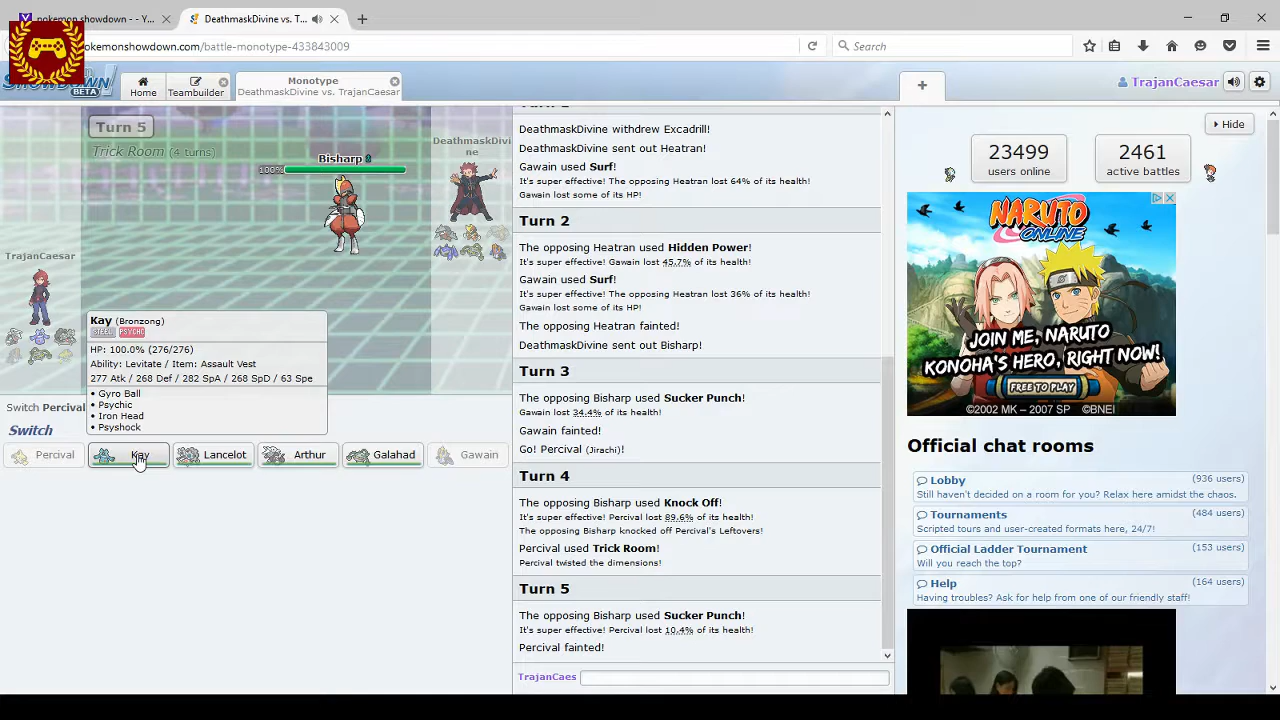 pokemon showdown - - Y...
DeathmaskDivine vs. T...
okemonshowdown.com/battle-monotype-433843009
Search
BETA
Home
Teambuilder
Monotype
DeathmaskDivine vs. TrajanCaesar
TrajanCaesar
Turn 5
Trick Room (4 turns)
Bisharp
100%
DeathmaskDivi
ne
TrajanCaesar
Kay (Bronzong)
STEEL PSYCHC
HP: 100.0% (276/276)
Ability: Levitate / Item: Assault Vest
277 Atk / 268 Def / 282 SpA / 268 SpD / 63 Spe
• Gyro Ball
• Psychic
• Iron Head
• Psyshock
Switch Percival
Switch
Percival
Kay
Lancelot
Arthur
Galahad
Gawain
DeathmaskDivine withdrew Excadrill!
DeathmaskDivine sent out Heatran!
Gawain used Surf!
It's super effective! The opposing Heatran lost 64% of its health!
Gawain lost some of its HP!
Turn 2
The opposing Heatran used Hidden Power!
It's super effective! Gawain lost 45.7% of its health!
Gawain used Surf!
It's super effective! The opposing Heatran lost 36% of its health!
Gawain lost some of its HP!
The opposing Heatran fainted!
DeathmaskDivine sent out Bisharp!
Turn 3
The opposing Bisharp used Sucker Punch!
Gawain lost 34.4% of its health!
Gawain fainted!
Go! Percival (Jirachi)!
Turn 4
The opposing Bisharp used Knock Off!
It's super effective! Percival lost 89.6% of its health!
The opposing Bisharp knocked off Percival's Leftovers!
Percival used Trick Room!
Percival twisted the dimensions!
Turn 5
The opposing Bisharp used Sucker Punch!
It's super effective! Percival lost 10.4% of its health!
Percival fainted!
TrajanCaes
Hide
23499
users online
2461
active battles
NARUTO
ONLINE
JOIN ME, NARUTO
KONOHA'S HERO, RIGHT NOW!
FREE TO PLAY
©2002 MK – 2007 SP ©BNEI
Official chat rooms
Lobby (936 users)
Still haven't decided on a room for you? Relax here amidst the chaos.
Tournaments (484 users)
Scripted tours and user-created formats here, 24/7!
Official Ladder Tournament (153 users)
Will you reach the top?
Help (164 users)
Having troubles? Ask for help from one of our friendly staff!